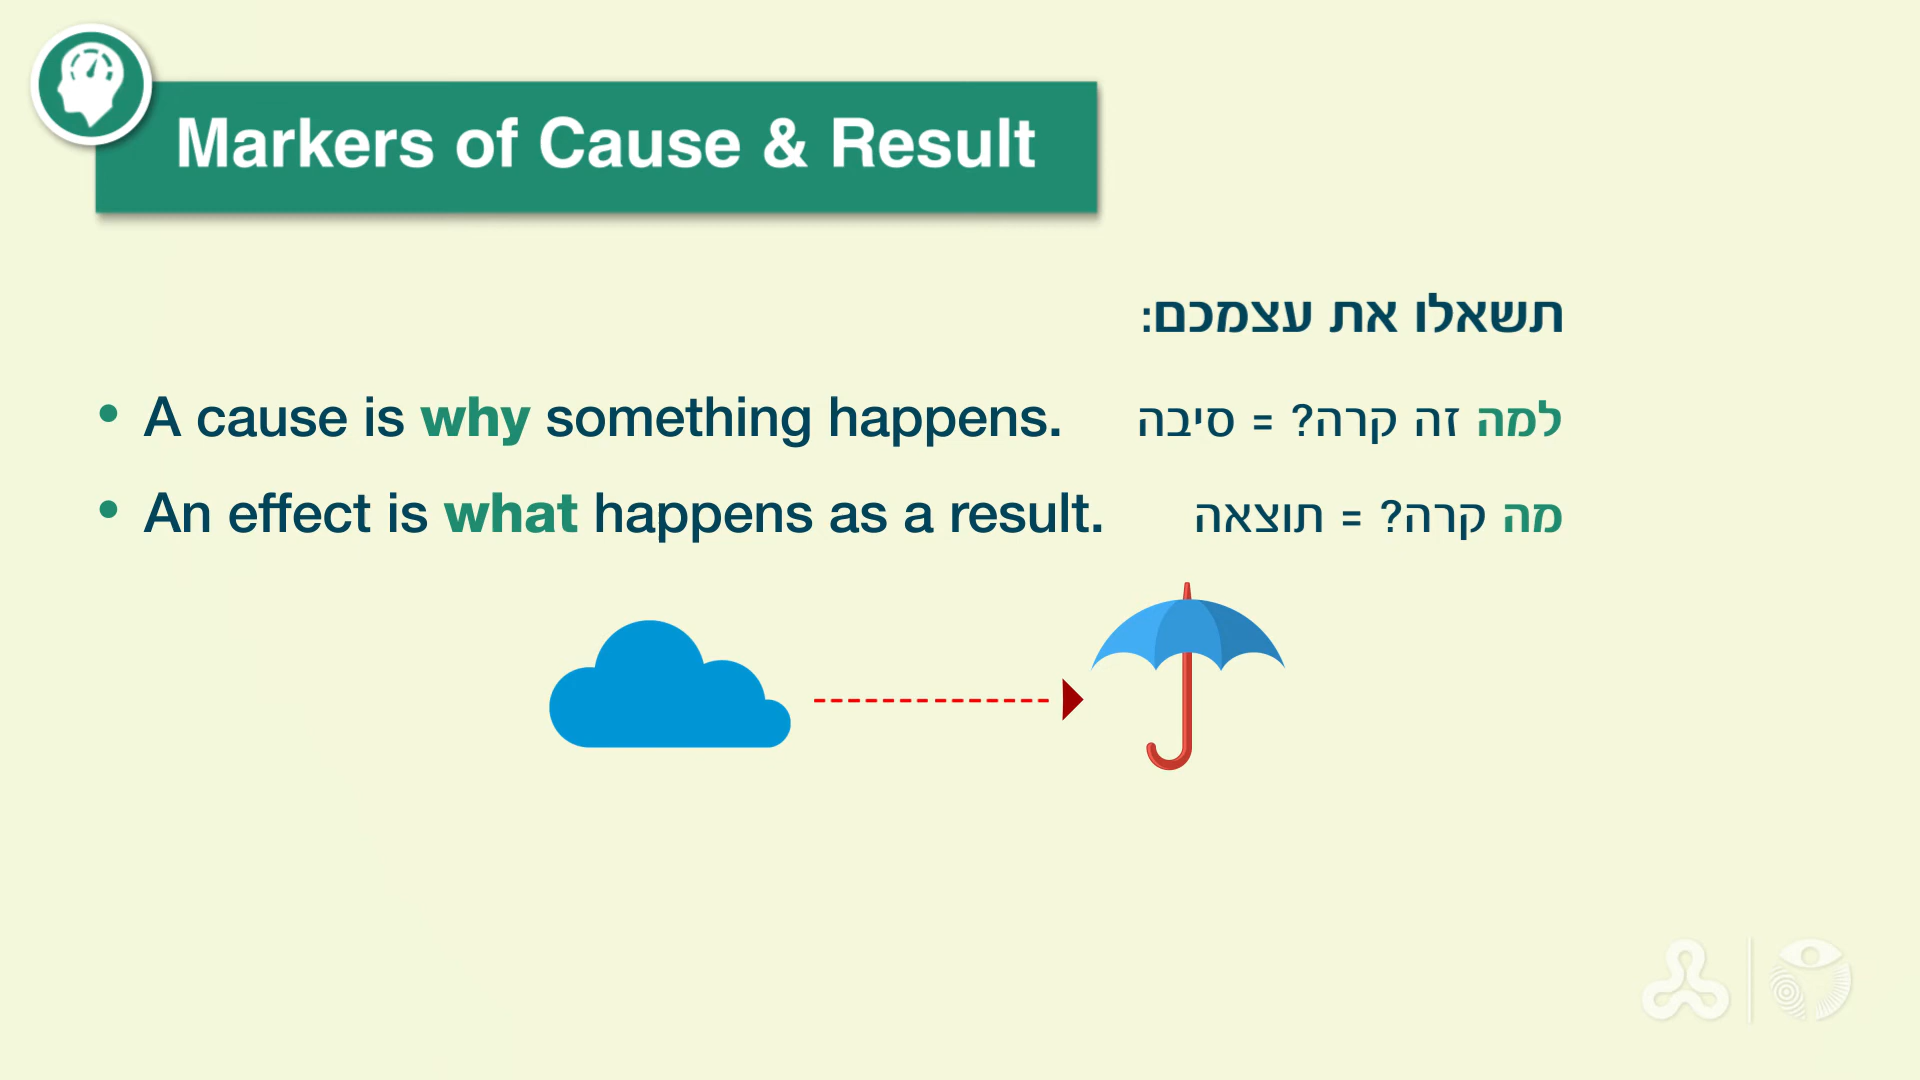 Markers of Cause & Result
תשאלו את עצמכם:
• A cause is why something happens. למה זה קרה? = סיבה
• An effect is what happens as a result. מה קרה? = תוצאה